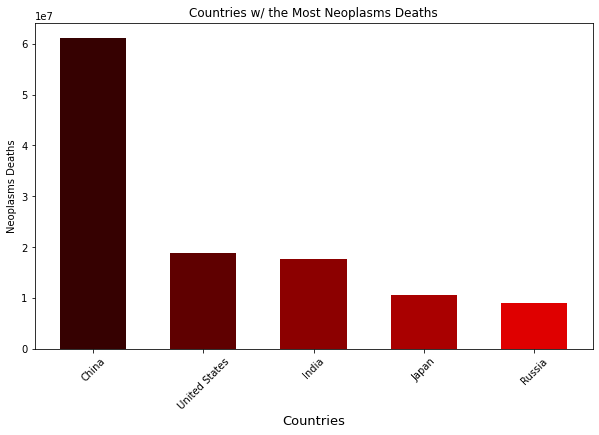 Countries w/ the Most Neoplasms Deaths
1e7
6
5
4
3
2
1
0
Neoplasms Deaths
China
United States
India
Japan
Russia
Countries